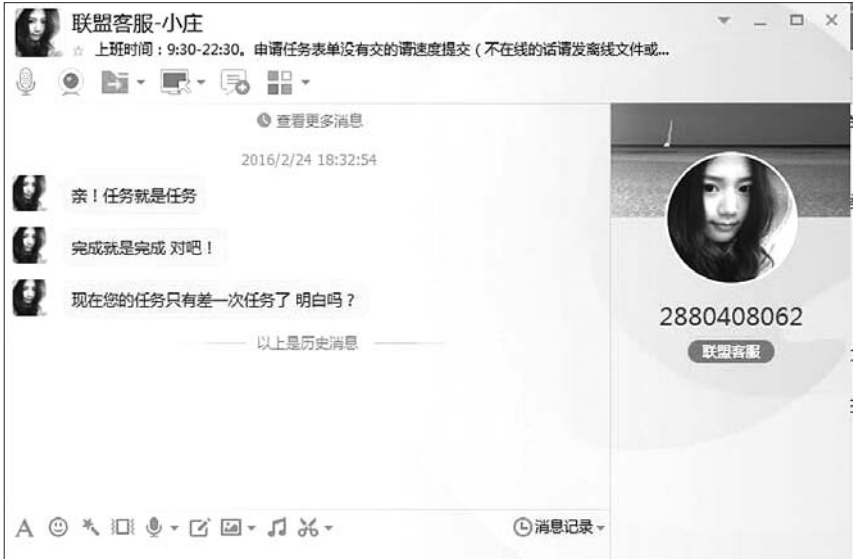 联盟客服-小庄
上班时间：9:30-22:30。申请任务表单没有交的请速度提交（不在线的话请发离线文件或...
查看更多消息
2016/2/24 18:32:54
亲！任务就是任务
完成就是完成 对吧！
现在您的任务只有差一次任务了 明白吗？
以上是历史消息
2880408062
联盟客服
消息记录